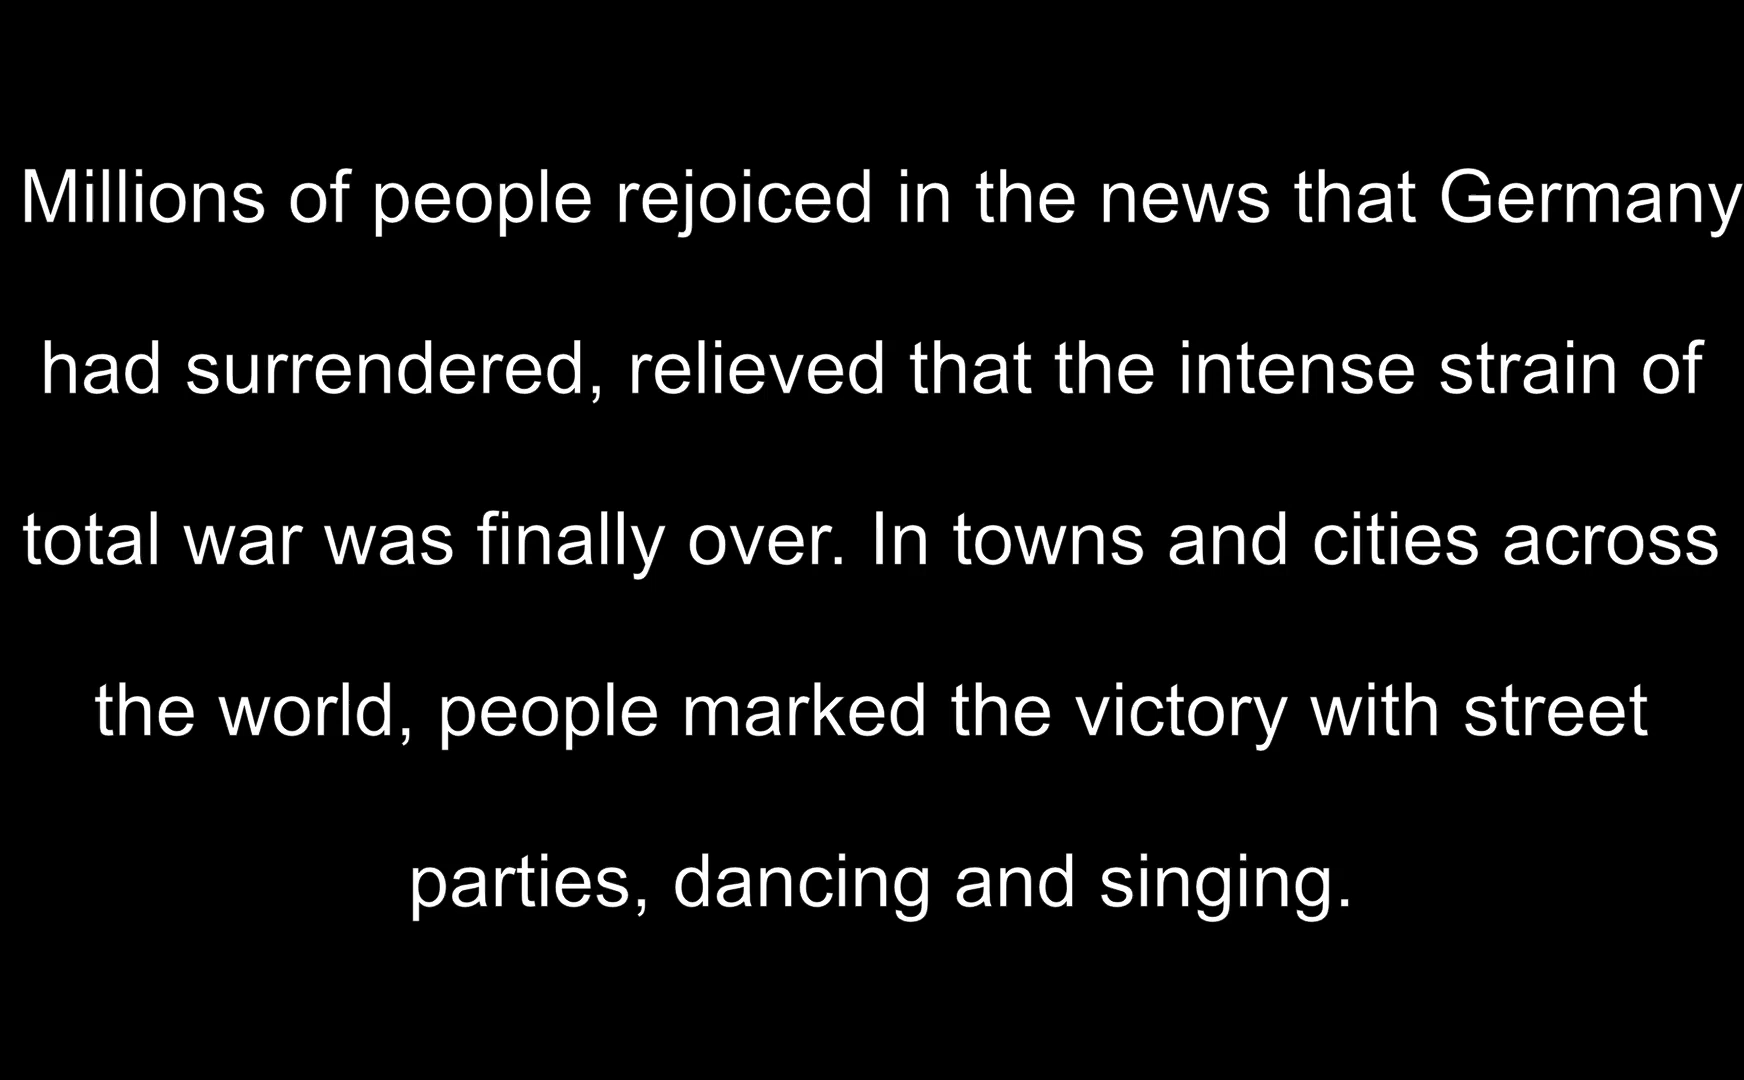 Millions of people rejoiced in the news that Germany
had surrendered, relieved that the intense strain of
total war was finally over. In towns and cities across
the world, people marked the victory with street
parties, dancing and singing.